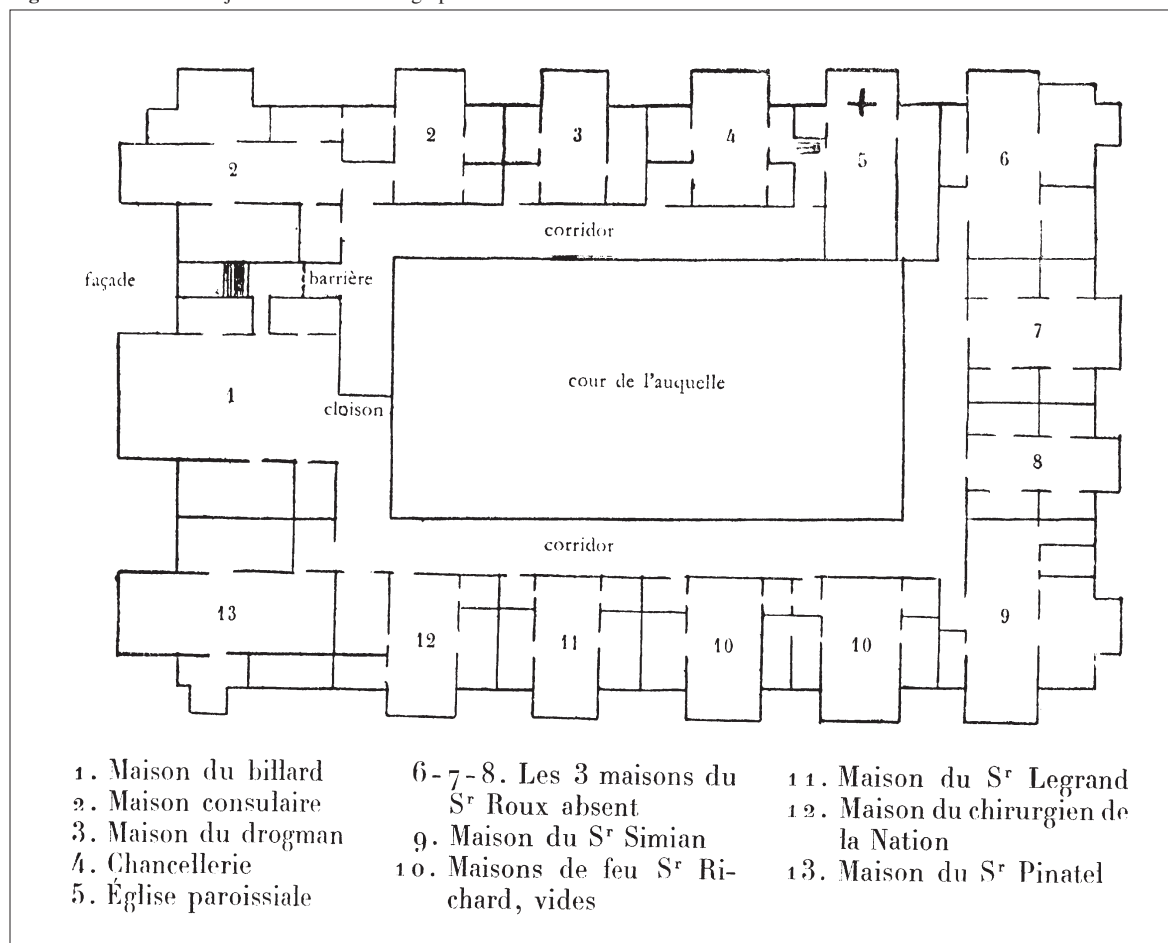 2
3
4
5
6
2
corridor
façade
barrière
7
cour de l'auquelle
1
cloison
8
corridor
13
12
11
10
10
9
1. Maison du billard
2. Maison consulaire
3. Maison du drogman
4. Chancellerie
5. Église paroissiale
6-7-8. Les 3 maisons du
Sʳ Roux absent
9. Maison du Sʳ Simian
10. Maisons de feu Sʳ Ri-
chard, vides
11. Maison du Sʳ Legrand
12. Maison du chirurgien de
la Nation
13. Maison du Sʳ Pinatel